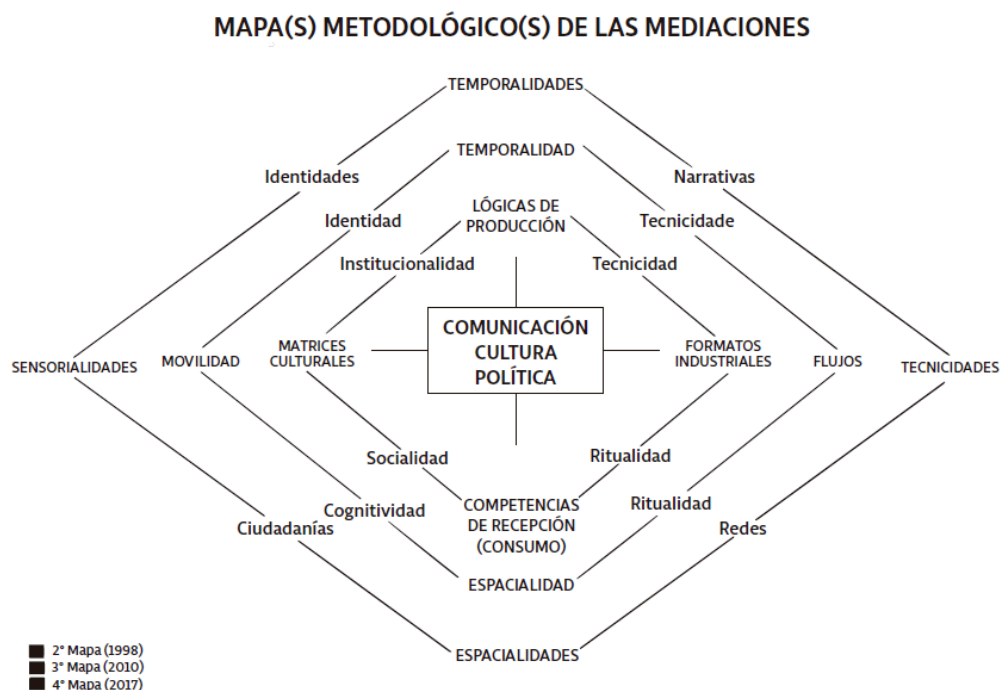 MAPA(S) METODOLÓGICO(S) DE LAS MEDIACIONES
TEMPORALIDADES
TEMPORALIDAD
Identidades
Narrativas
LÓGICAS DE
PRODUCCIÓN
Identidad
Tecnicidade
Institucionalidad
Tecnicidad
COMUNICACIÓN
CULTURA
POLÍTICA
SENSORIALIDADES
MOVILIDAD
MATRICES
CULTURALES
FORMATOS
INDUSTRIALES
FLUJOS
TECNICIDADES
Socialidad
Ritualidad
Cognitividad
COMPETENCIAS
DE RECEPCIÓN
(CONSUMO)
Ritualidad
Ciudadanías
Redes
ESPACIALIDAD
ESPACIALIDADES
2° Mapa (1998)
3° Mapa (2010)
4° Mapa (2017)